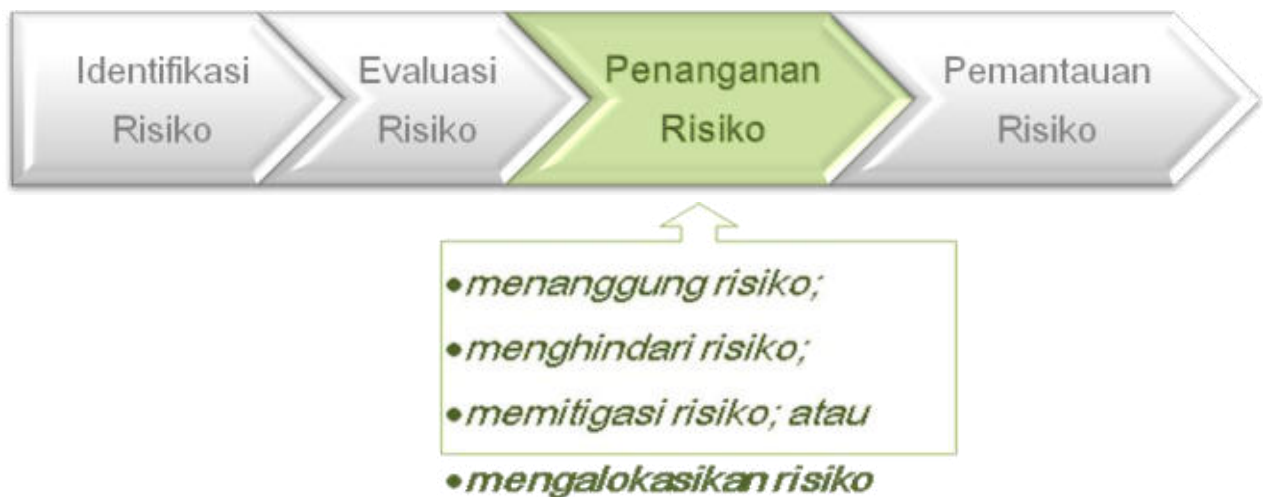 Identifikasi
Risiko
Evaluasi
Risiko
Penanganan
Risiko
Pemantauan
Risiko
•menanggung risiko;
•menghindari risiko;
•memitigasi risiko; atau
•mengalokasikan risiko